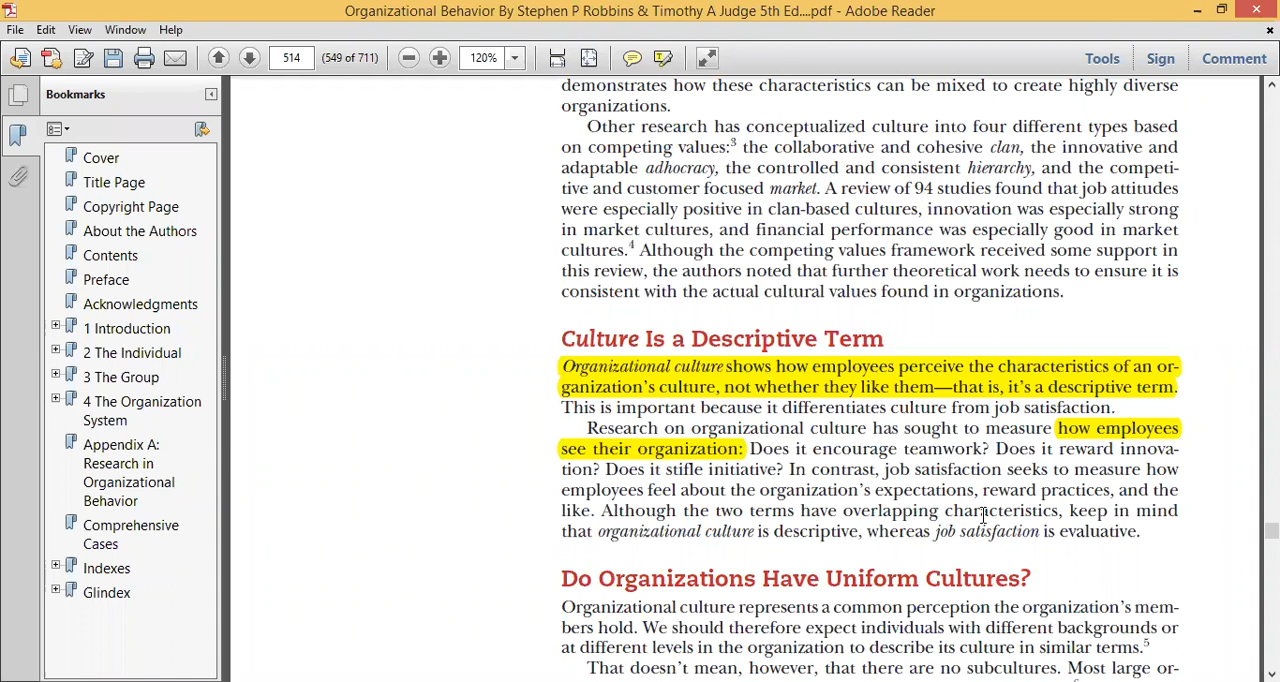 Organizational Behavior By Stephen P Robbins & Timothy A Judge 5th Ed....pdf - Adobe Reader
File Edit View Window Help
514 (549 of 711) 120% Tools Sign Comment
Bookmarks
Cover
Title Page
Copyright Page
About the Authors
Contents
Preface
Acknowledgments
1 Introduction
2 The Individual
3 The Group
4 The Organization
System
Appendix A:
Research in
Organizational
Behavior
Comprehensive
Cases
Indexes
Glindex
demonstrates how these characteristics can be mixed to create highly diverse
organizations.
Other research has conceptualized culture into four different types based
on competing values:3 the collaborative and cohesive clan, the innovative and
adaptable adhocracy, the controlled and consistent hierarchy, and the competi-
tive and customer focused market. A review of 94 studies found that job attitudes
were especially positive in clan-based cultures, innovation was especially strong
in market cultures, and financial performance was especially good in market
cultures.4 Although the competing values framework received some support in
this review, the authors noted that further theoretical work needs to ensure it is
consistent with the actual cultural values found in organizations.
Culture Is a Descriptive Term
Organizational culture shows how employees perceive the characteristics of an or-
ganization's culture, not whether they like them—that is, it's a descriptive term.
This is important because it differentiates culture from job satisfaction.
Research on organizational culture has sought to measure how employees
see their organization: Does it encourage teamwork? Does it reward innova-
tion? Does it stifle initiative? In contrast, job satisfaction seeks to measure how
employees feel about the organization's expectations, reward practices, and the
like. Although the two terms have overlapping characteristics, keep in mind
that organizational culture is descriptive, whereas job satisfaction is evaluative.
Do Organizations Have Uniform Cultures?
Organizational culture represents a common perception the organization's mem-
bers hold. We should therefore expect individuals with different backgrounds or
at different levels in the organization to describe its culture in similar terms.5
That doesn't mean, however, that there are no subcultures. Most large or-